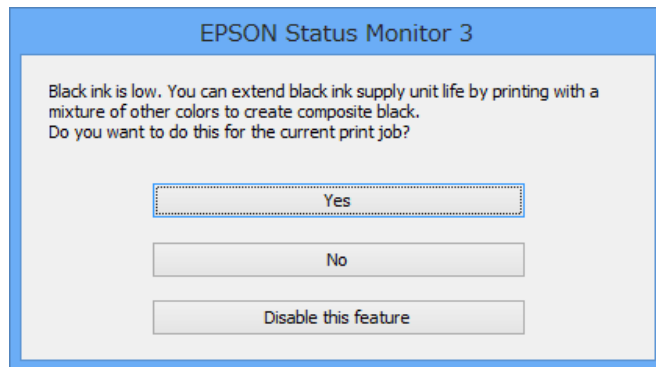 EPSON Status Monitor 3
Black ink is low. You can extend black ink supply unit life by printing with a
mixture of other colors to create composite black.
Do you want to do this for the current print job?
Yes
No
Disable this feature